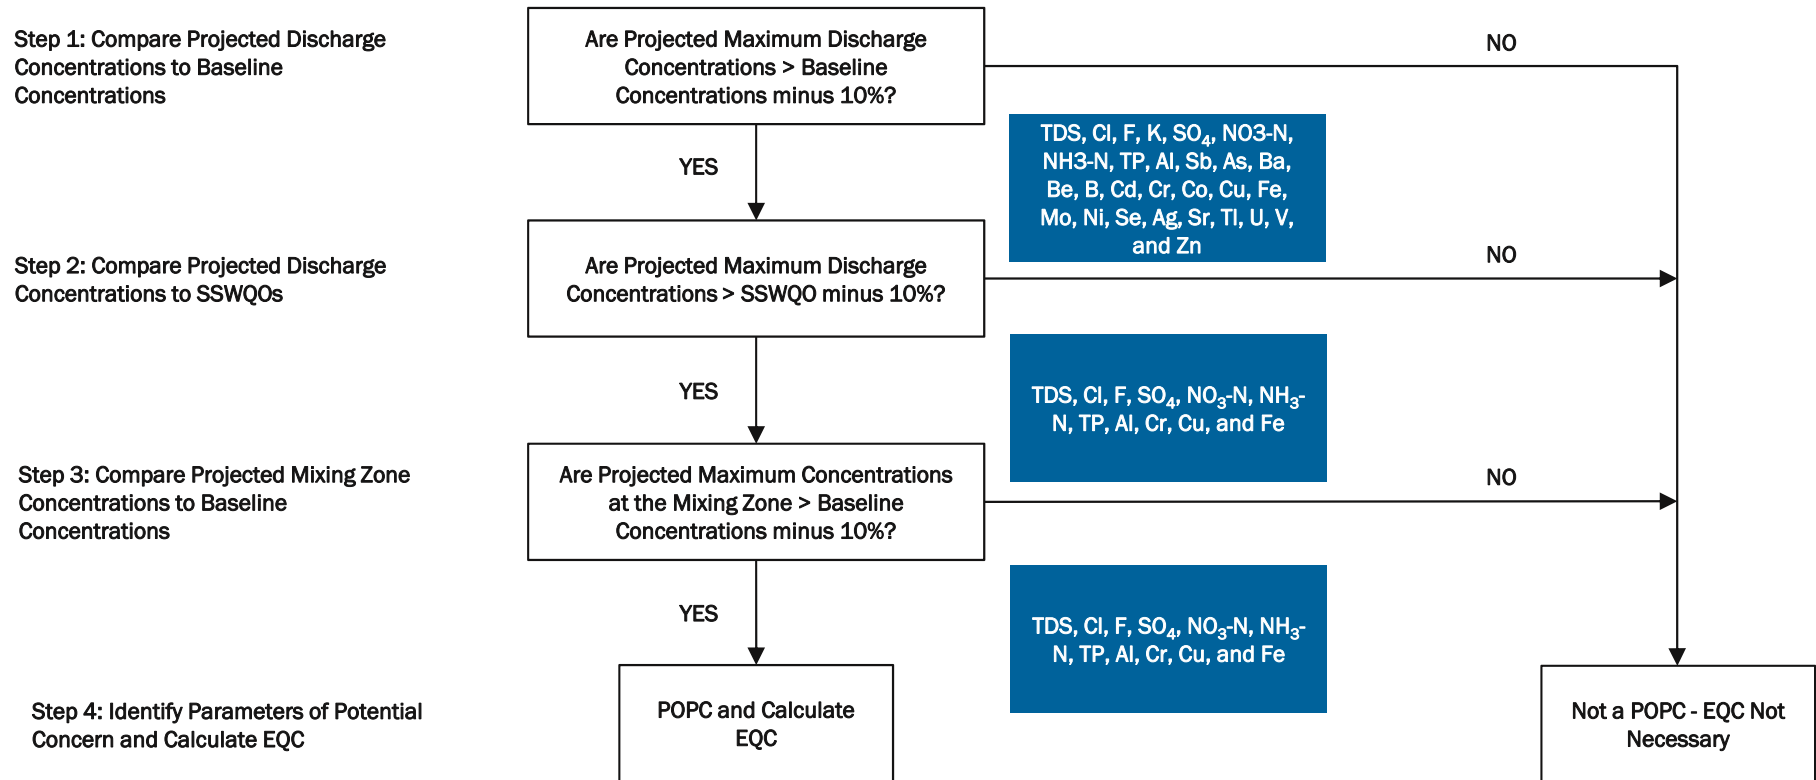 Step 1: Compare Projected Discharge
Concentrations to Baseline
Concentrations
Are Projected Maximum Discharge
Concentrations > Baseline
Concentrations minus 10%?
NO
YES
TDS, Cl, F, K, SO₄, NO3-N,
NH3-N, TP, Al, Sb, As, Ba,
Be, B, Cd, Cr, Co, Cu, Fe,
Mo, Ni, Se, Ag, Sr, Tl, U, V,
and Zn
Step 2: Compare Projected Discharge
Concentrations to SSWQOs
Are Projected Maximum Discharge
Concentrations > SSWQO minus 10%?
NO
YES
TDS, Cl, F, SO₄, NO₃-N, NH₃-
N, TP, Al, Cr, Cu, and Fe
Step 3: Compare Projected Mixing Zone
Concentrations to Baseline
Concentrations
Are Projected Maximum Concentrations
at the Mixing Zone > Baseline
Concentrations minus 10%?
NO
YES
TDS, Cl, F, SO₄, NO₃-N, NH₃-
N, TP, Al, Cr, Cu, and Fe
Step 4: Identify Parameters of Potential
Concern and Calculate EQC
POPC and Calculate
EQC
Not a POPC - EQC Not
Necessary